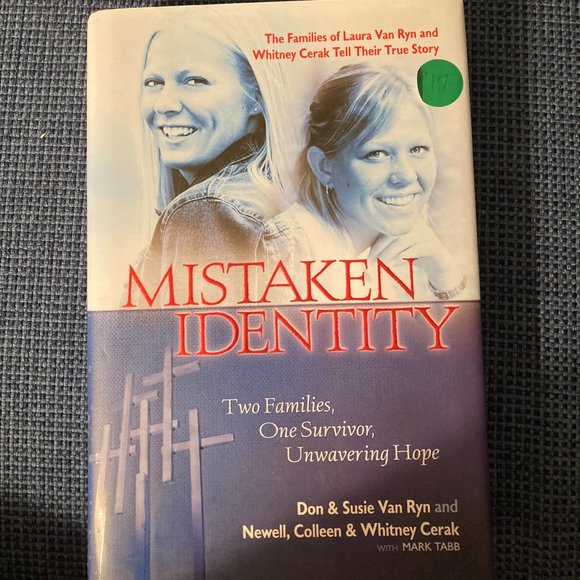 The Families of Laura Van Ryn and
Whitney Cerak Tell Their True Story
MISTAKEN
IDENTITY
Two Families,
One Survivor,
Unwavering Hope
Don & Susie Van Ryn and
Newell, Colleen & Whitney Cerak
WITH MARK TABB